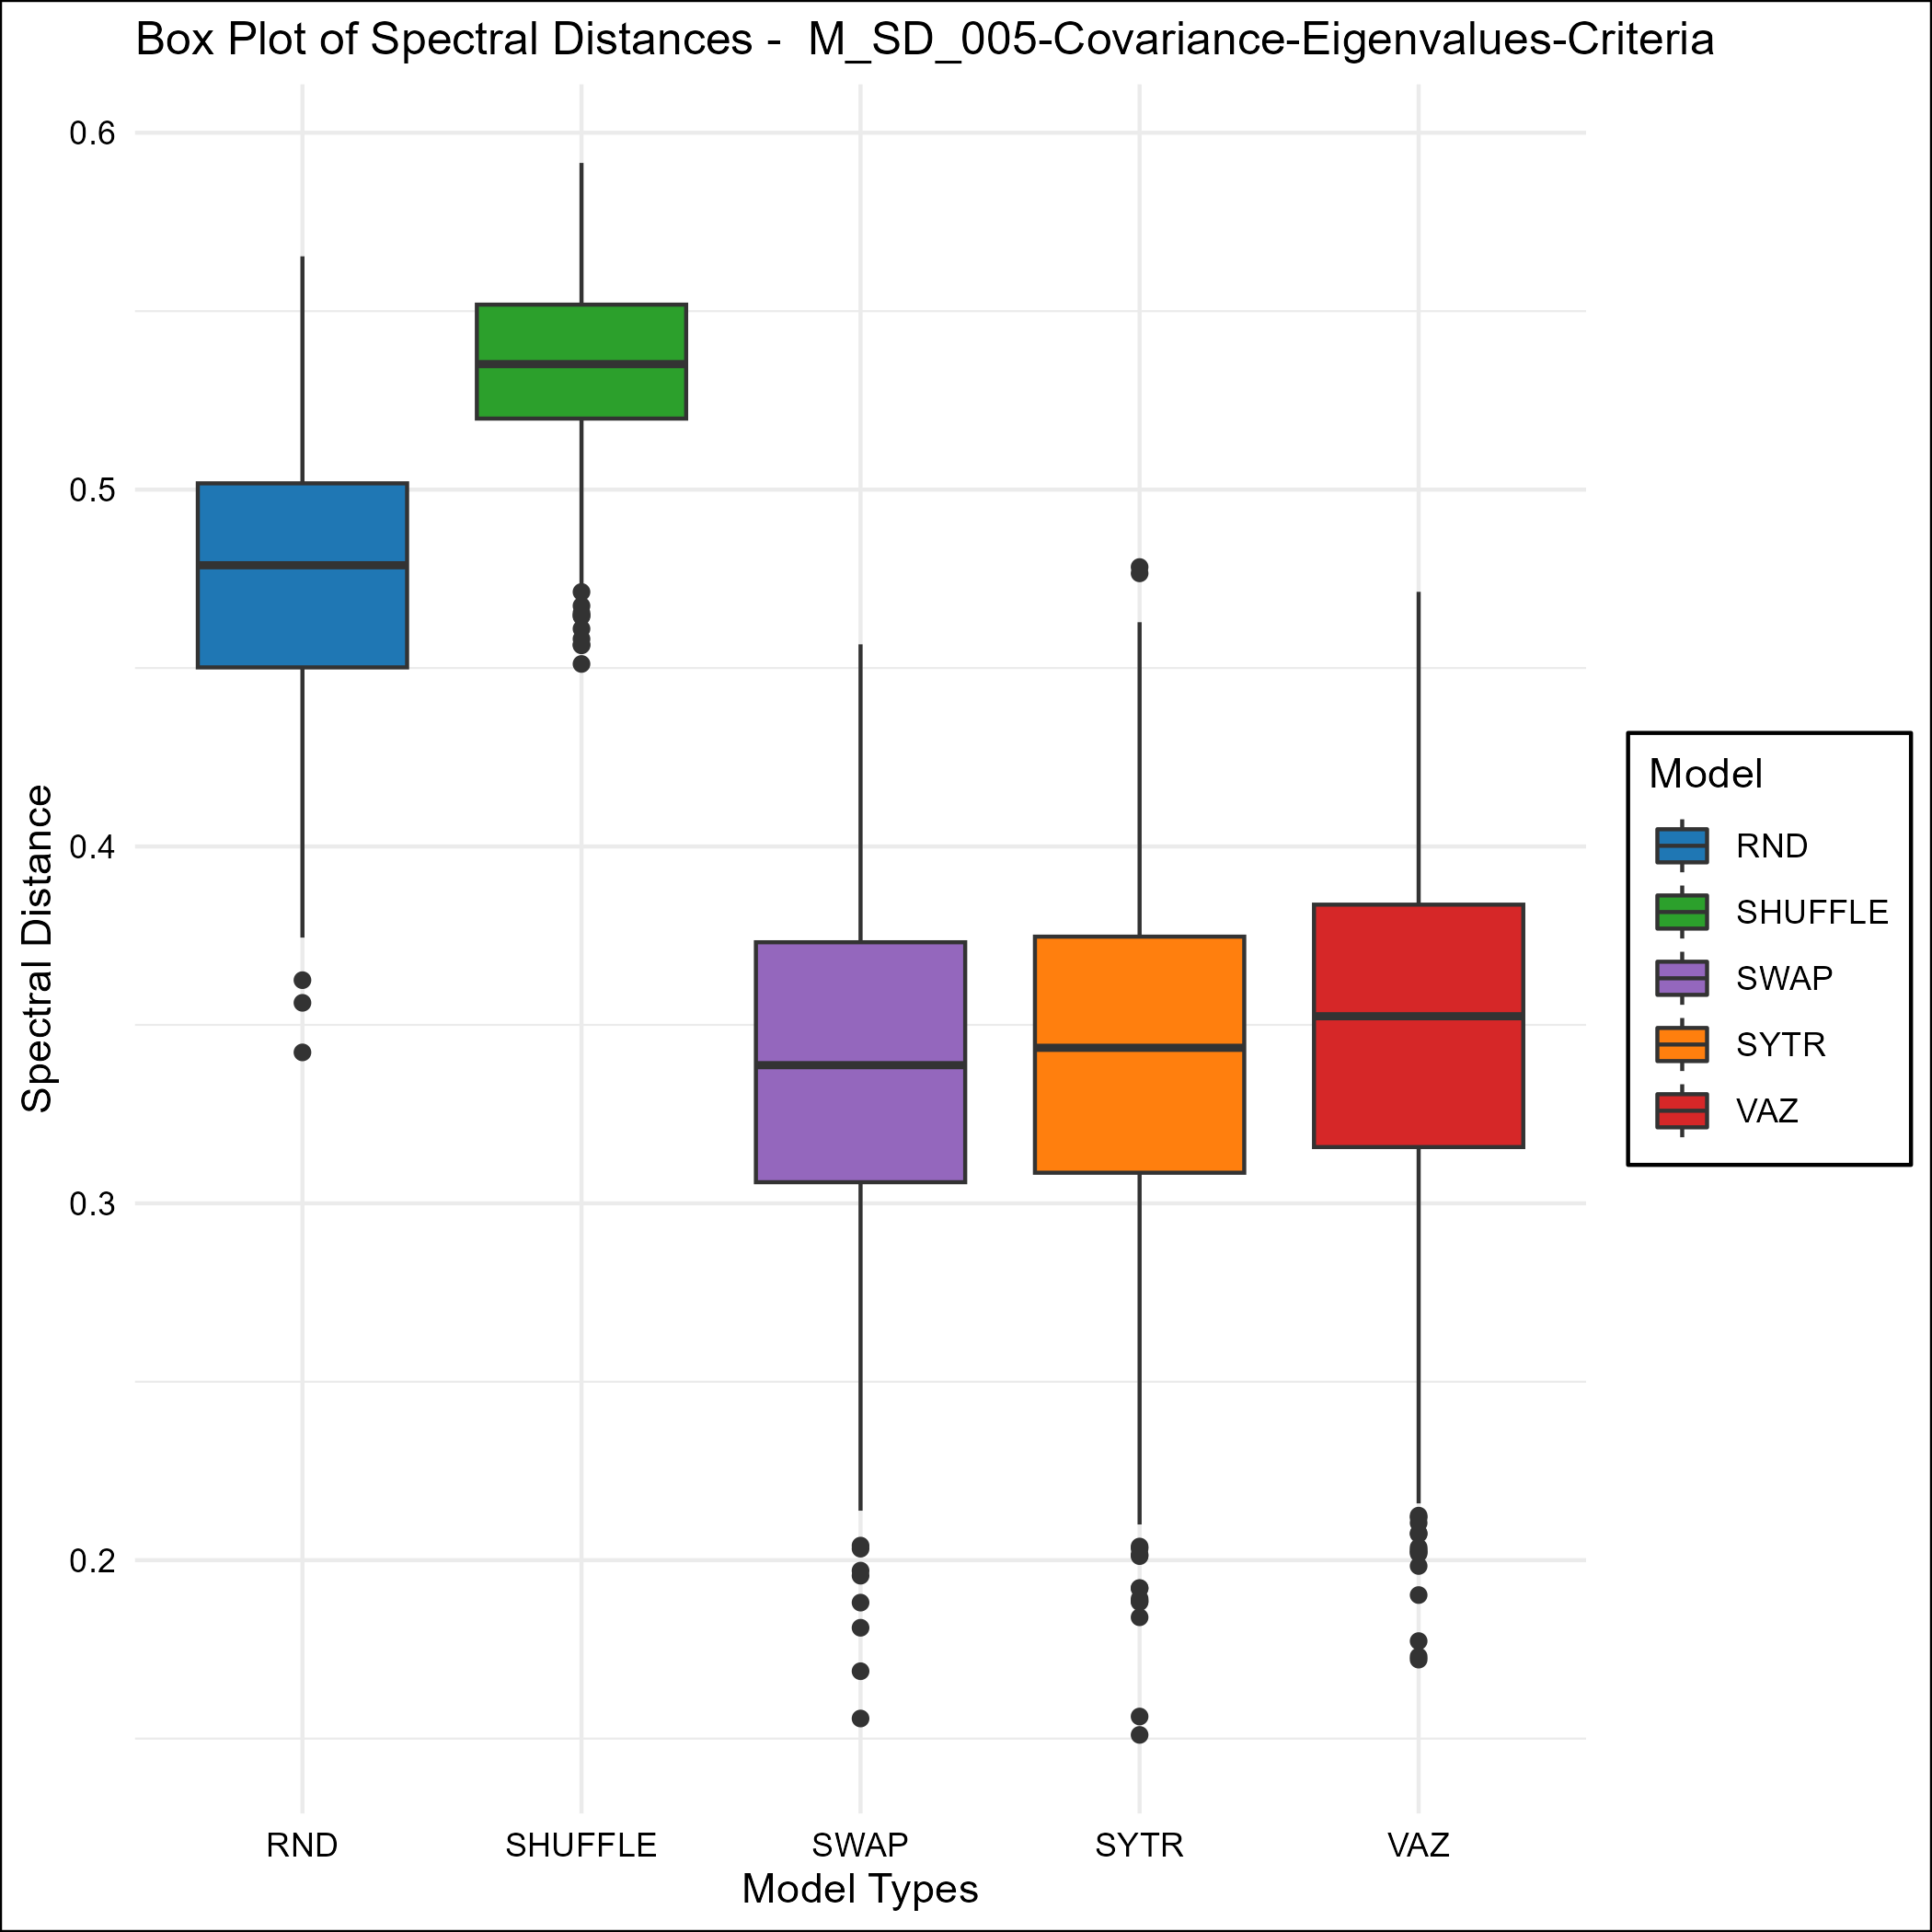 Box Plot of Spectral Distances -  M_SD_005-Covariance-Eigenvalues-Criteria
Spectral Distance
0.6
0.5
0.4
0.3
0.2
RND
SHUFFLE
SWAP
SYTR
VAZ
Model Types
Model
RND
SHUFFLE
SWAP
SYTR
VAZ